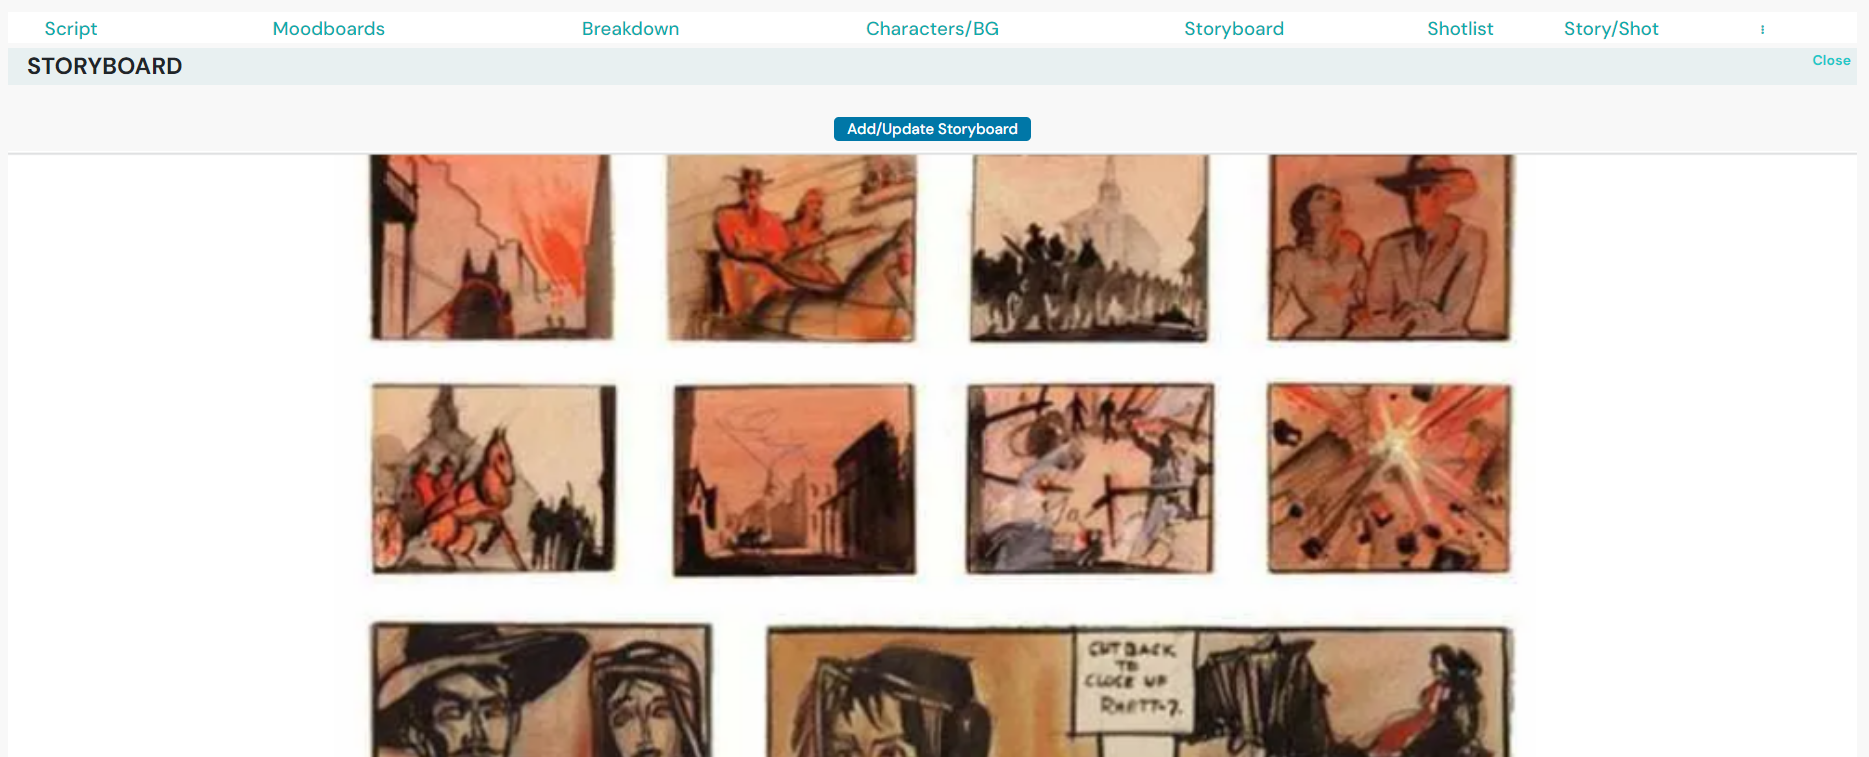 Script
Moodboards
Breakdown
Characters/BG
Storyboard
Shotlist
Story/Shot
STORYBOARD
Close
Add/Update Storyboard
CUT BACK
TO
CLOSE UP
RHETT-7.